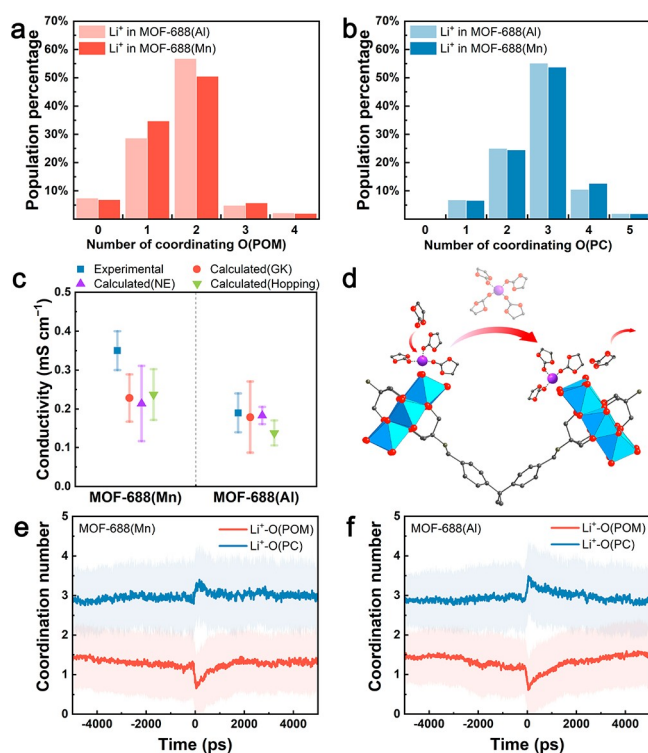 a
Li⁺ in MOF-688(Al)
Li⁺ in MOF-688(Mn)
Population percentage
70%
60%
50%
40%
30%
20%
10%
0 1 2 3 4
Number of coordinating O(POM)
b
Li⁺ in MOF-688(Al)
Li⁺ in MOF-688(Mn)
Population percentage
70%
60%
50%
40%
30%
20%
10%
0 1 2 3 4 5
Number of coordinating O(PC)
c
Experimental Calculated(GK)
Calculated(NE) Calculated(Hopping)
Conductivity (mS cm⁻¹)
0.5
0.4
0.3
0.2
0.1
0.0
MOF-688(Mn) MOF-688(Al)
d
e
MOF-688(Mn)
Li⁺-O(POM)
Li⁺-O(PC)
Coordination number
5
4
3
2
1
0
-4000 -2000 0 2000 4000
Time (ps)
f
MOF-688(Al)
Li⁺-O(POM)
Li⁺-O(PC)
Coordination number
5
4
3
2
1
0
-4000 -2000 0 2000 4000
Time (ps)